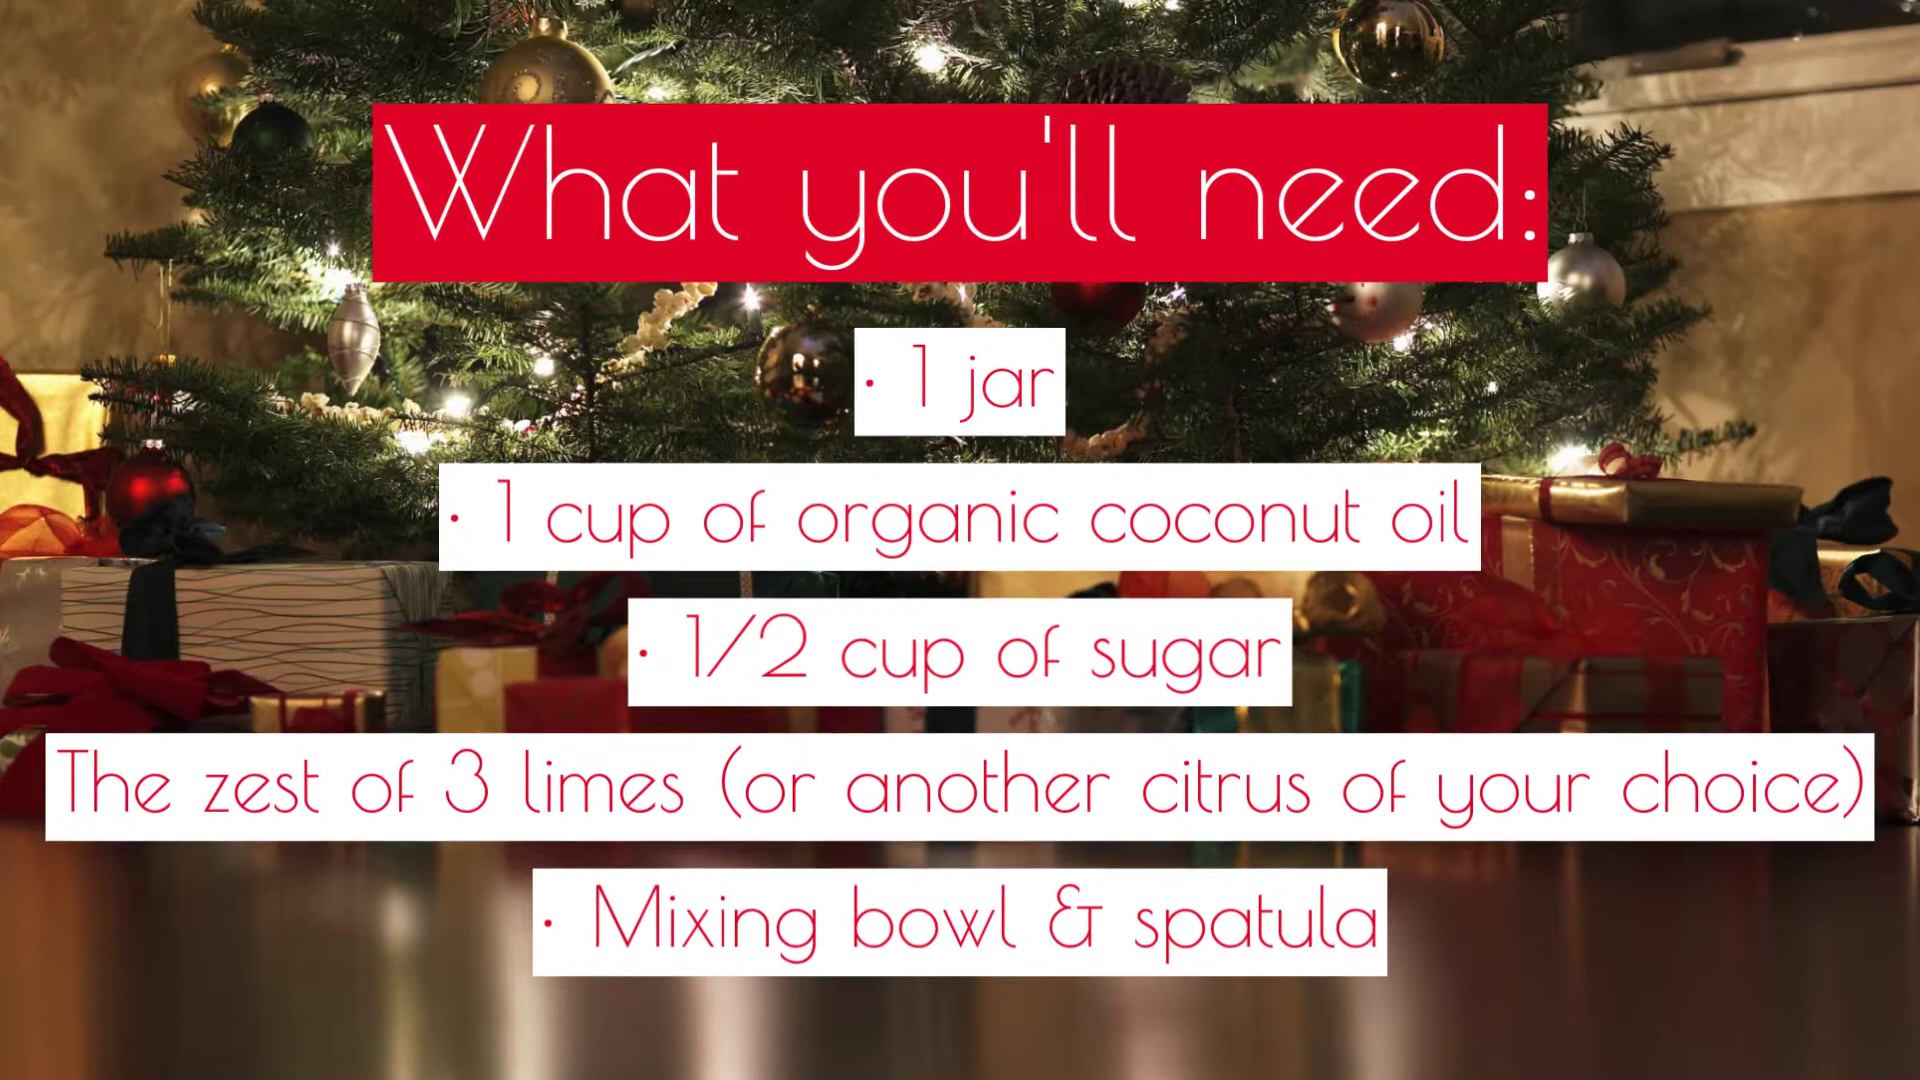 What you'll need:
· 1 jar
· 1 cup of organic coconut oil
· 1/2 cup of sugar
The zest of 3 limes (or another citrus of your choice)
· Mixing bowl & spatula